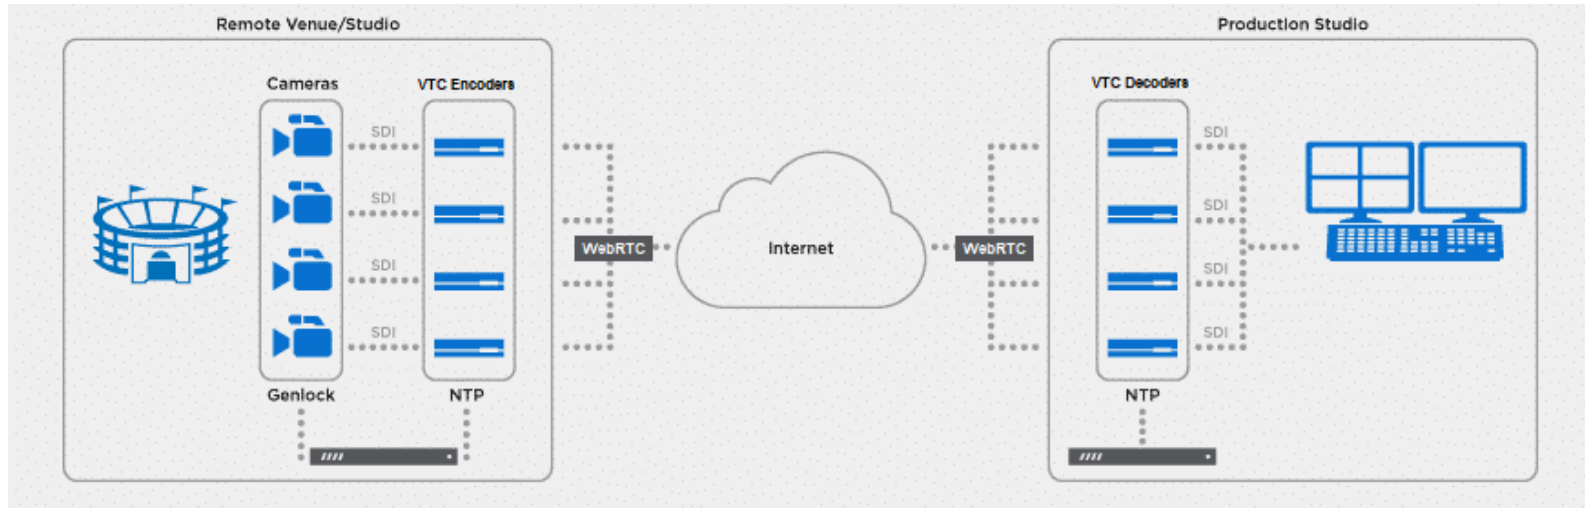 Remote Venue/Studio
Production Studio
Cameras
VTC Encoders
VTC Decoders
SDI
SDI
SDI
SDI
SDI
SDI
SDI
SDI
WebRTC
Internet
WebRTC
Genlock
NTP
NTP